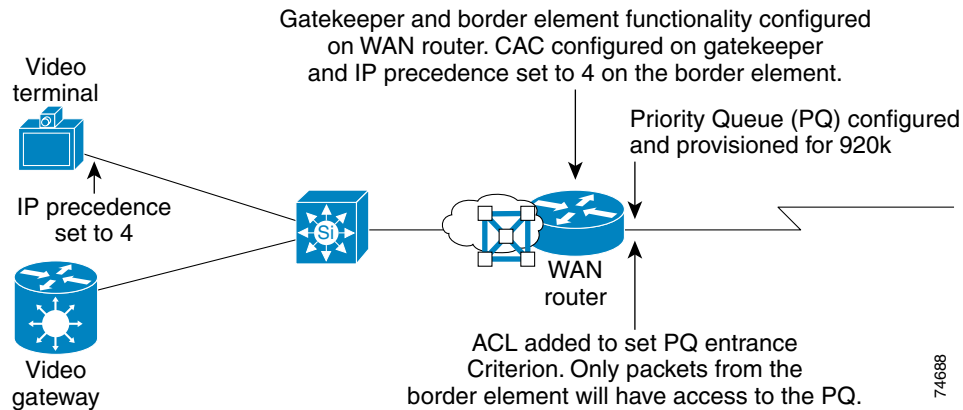 Gatekeeper and border element functionality configured
on WAN router. CAC configured on gatekeeper
and IP precedence set to 4 on the border element.
Video
terminal
Priority Queue (PQ) configured
and provisioned for 920k
IP precedence
set to 4
Si
WAN
router
Video
gateway
ACL added to set PQ entrance
Criterion. Only packets from the
border element will have access to the PQ.
74688